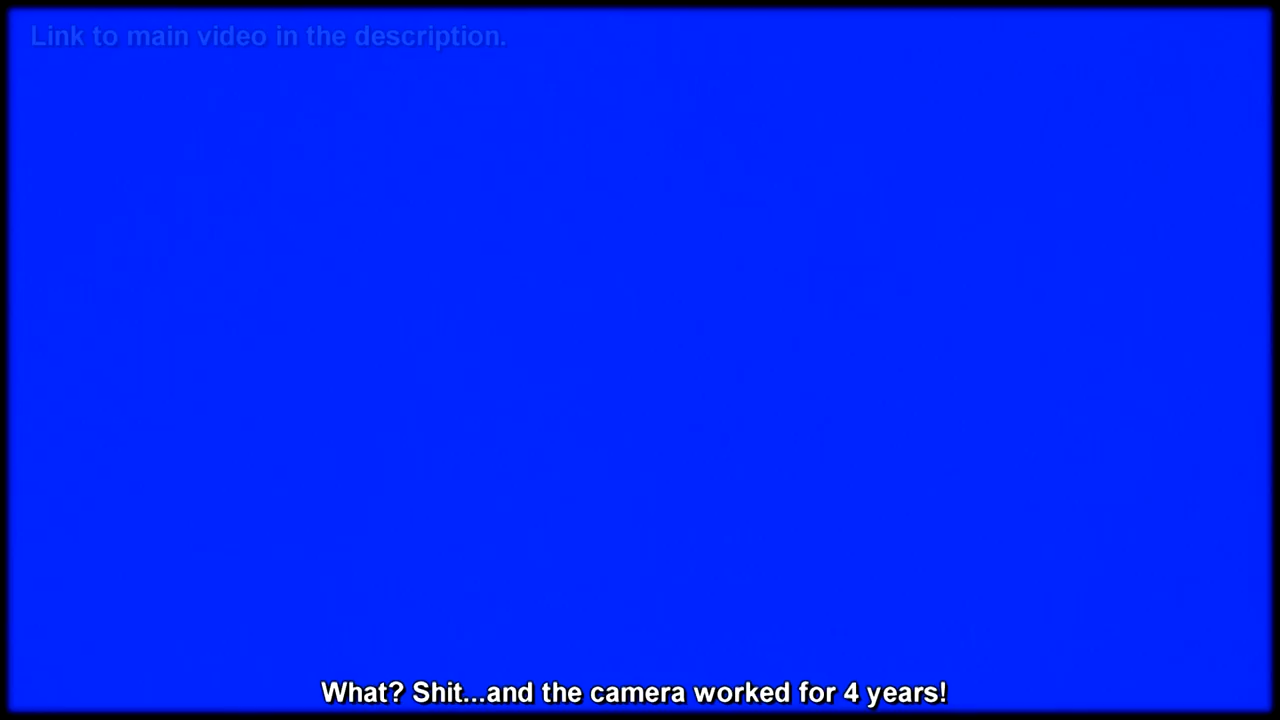 Link to main video in the description.
What? Shit...and the camera worked for 4 years!